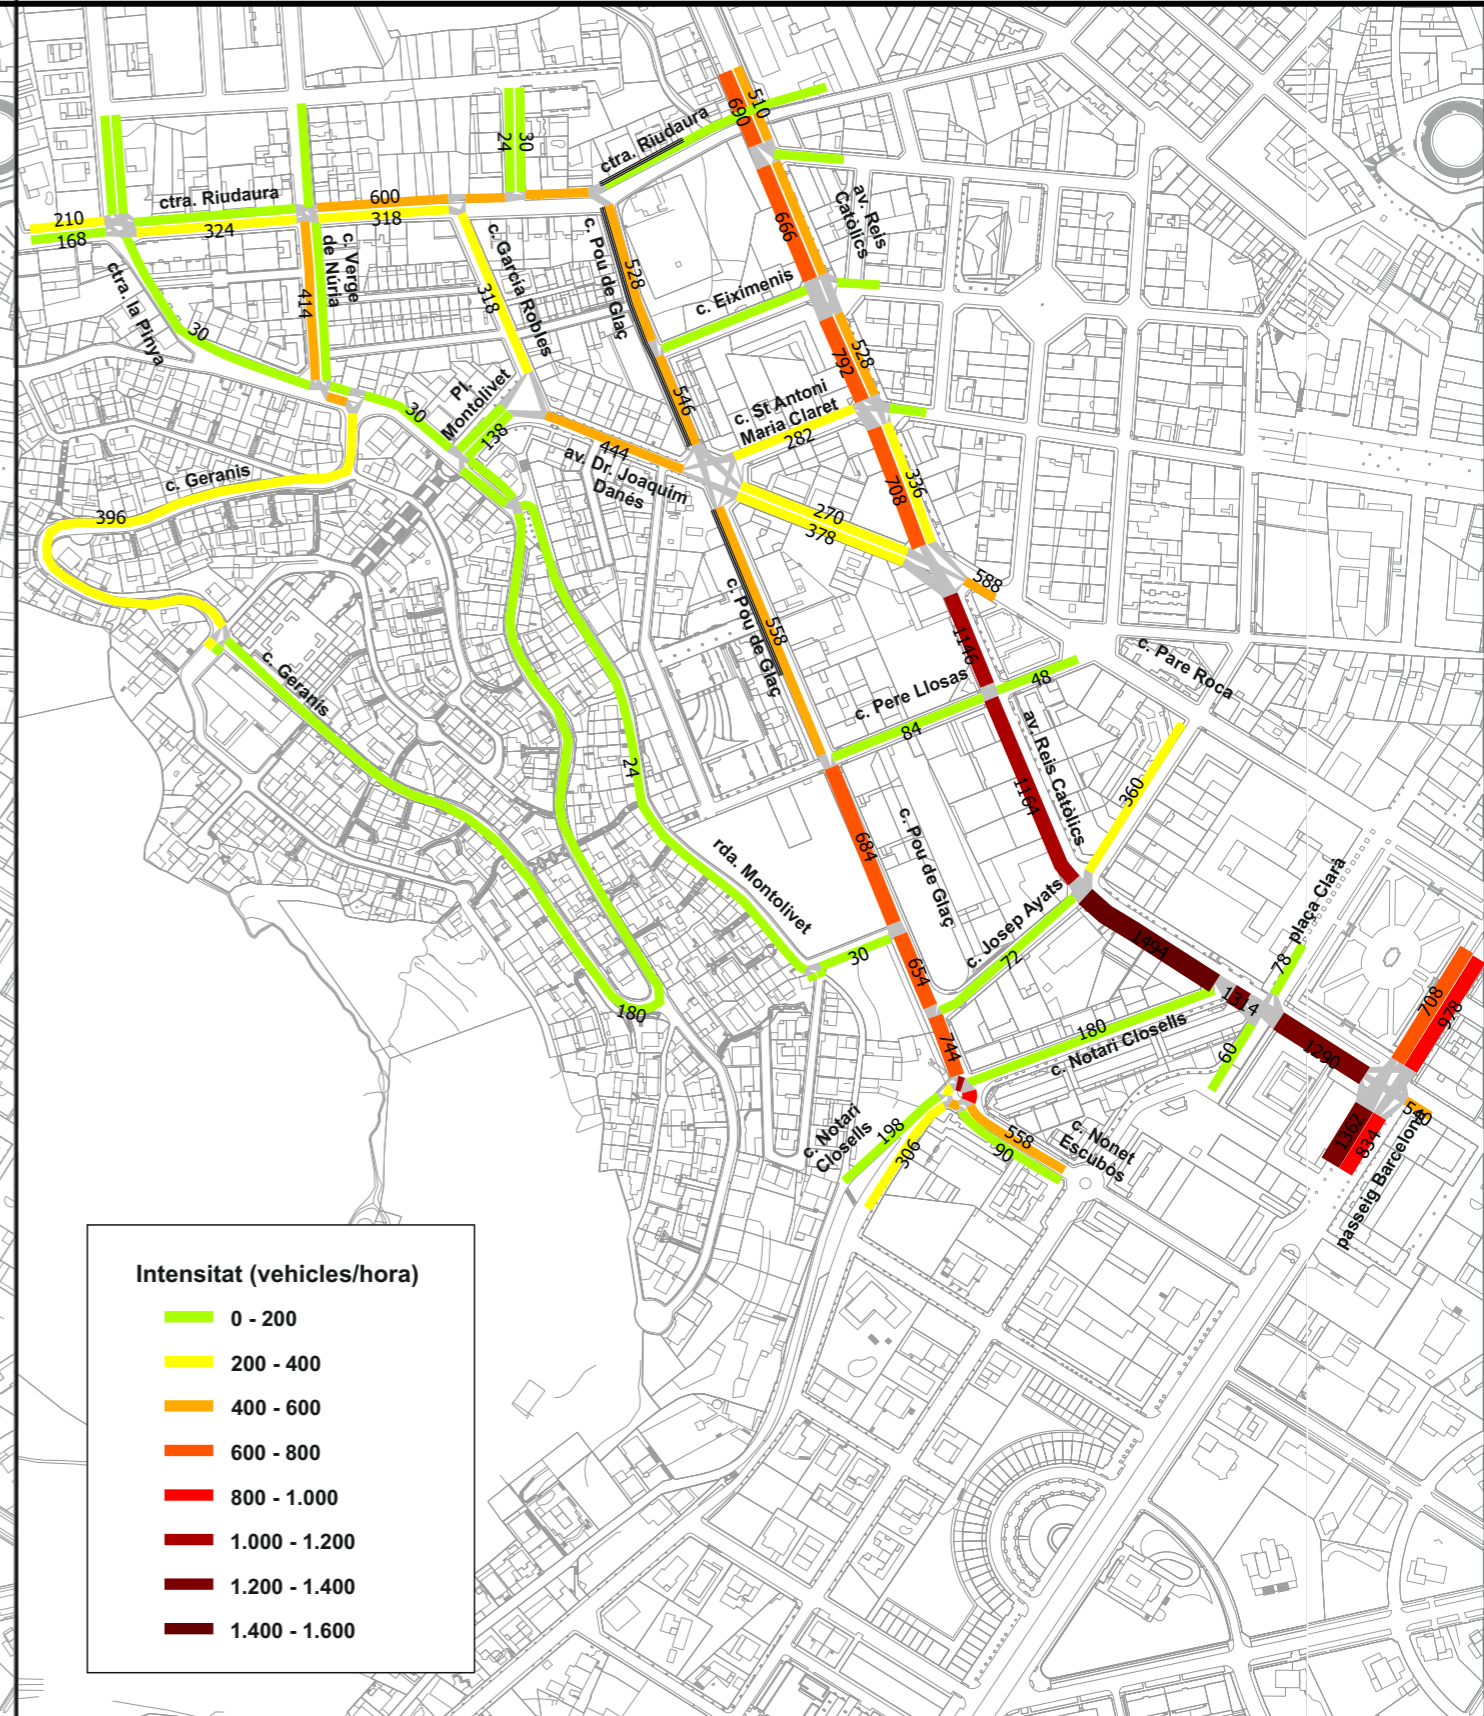 510
690
ctra. Riudaura
24
30
ctra. Riudaura
600
210
168
324
318
av. Reis
Catòlics
666
c. Verge
de Núria
c. Garcia Robles
c. Pou de Glaç
528
ctra. la Pinya
414
318
c. Eiximenis
30
792
528
Pl.
Montolivet
30
138
546
c. St Antoni
Maria Claret
282
444
av. Dr. Joaquim
Danés
c. Geranis
396
708
336
270
378
588
c. Pou de Glaç
558
1146
c. Pere Llosas
48
84
c. Pare Roca
c. Geranis
av. Reis Catòlics
24
1164
360
684
c. Pou de Glaç
rda. Montolivet
c. Josep Ayats
72
30
654
plaça Clarà
1494
78
1314
708
978
180
744
180
c. Notari Closells
60
1290
540
1362
834
passeig Barcelona
c. Notari
Closells
198
306
558
90
c. Nonet
Escubòs
Intensitat (vehicles/hora)
0 - 200
200 - 400
400 - 600
600 - 800
800 - 1.000
1.000 - 1.200
1.200 - 1.400
1.400 - 1.600